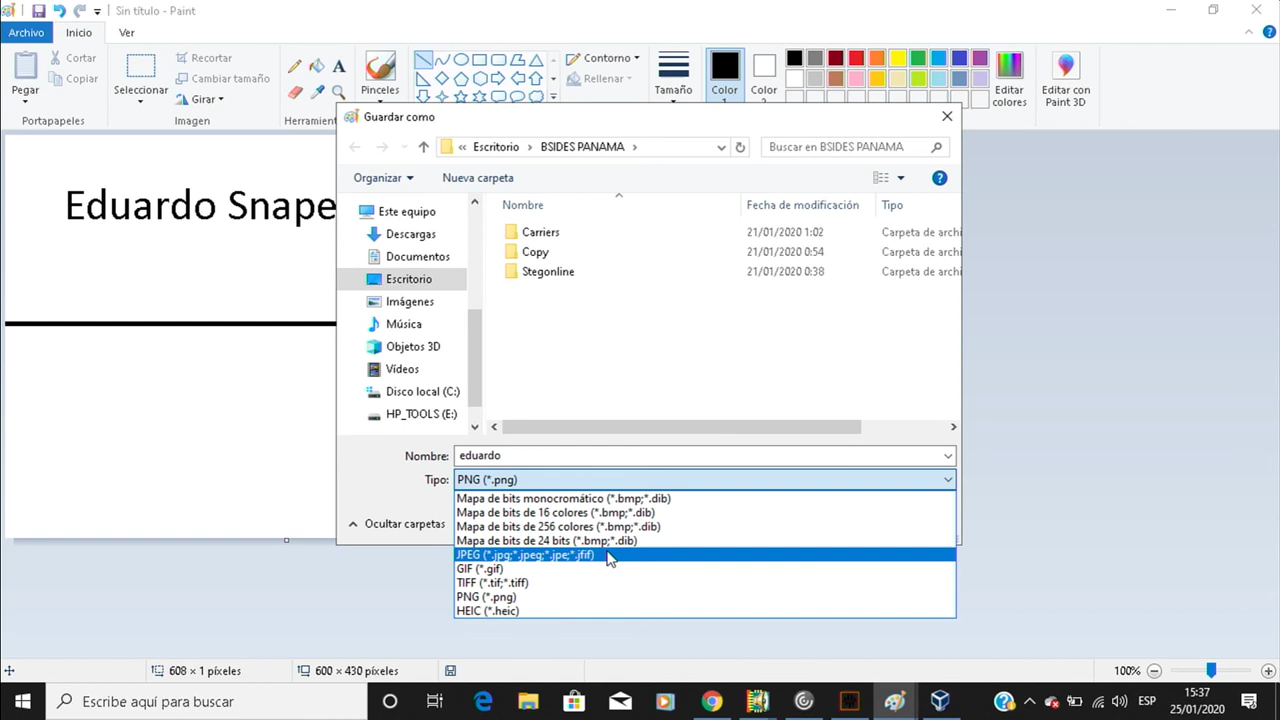 Sin título - Paint
Archivo Inicio Ver
Pegar
Cortar
Copiar
Portapapeles
Seleccionar
Recortar
Cambiar tamaño
Girar
Imagen
A
Herramient
Pinceles
Contorno
Rellenar
Tamaño
Color
1
Color
Editar
colores
Editar con
Paint 3D
Eduardo Snape
Guardar como
« Escritorio › BSIDES PANAMA ›
Buscar en BSIDES PANAMA
Organizar Nueva carpeta
Este equipo
Descargas
Documentos
Escritorio
Imágenes
Música
Objetos 3D
Vídeos
Disco local (C:)
HP_TOOLS (E:)
Nombre Fecha de modificación Tipo
Carriers 21/01/2020 1:02 Carpeta de archi
Copy 21/01/2020 0:54 Carpeta de archi
Stegonline 21/01/2020 0:38 Carpeta de archi
Nombre: eduardo
Tipo: PNG (*.png)
Mapa de bits monocromático (*.bmp;*.dib)
Mapa de bits de 16 colores (*.bmp;*.dib)
Mapa de bits de 256 colores (*.bmp;*.dib)
Mapa de bits de 24 bits (*.bmp;*.dib)
JPEG (*.jpg;*.jpeg;*.jpe;*.jfif)
GIF (*.gif)
TIFF (*.tif;*.tiff)
PNG (*.png)
HEIC (*.heic)
Ocultar carpetas
608 × 1 píxeles
600 × 430 píxeles
100%
Escribe aquí para buscar
ESP
15:37
25/01/2020